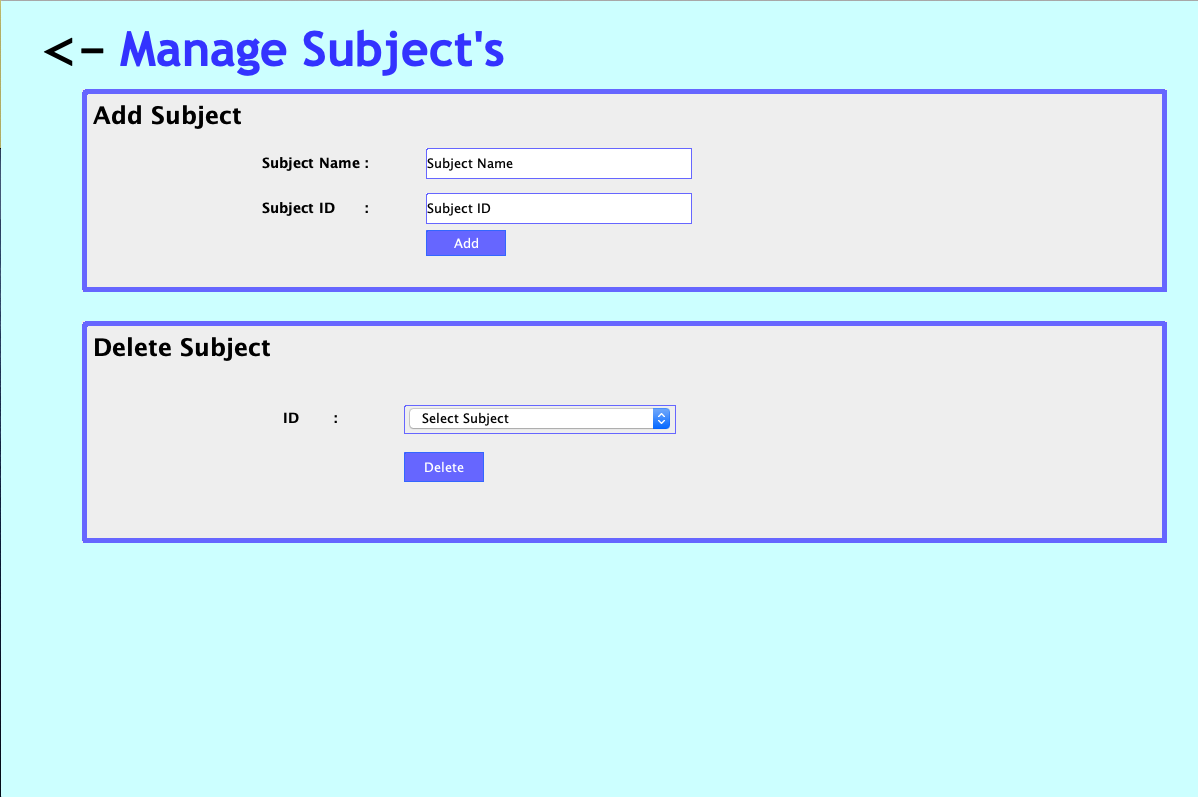 <- Manage Subject's
Add Subject
Subject Name : Subject Name
Subject ID : Subject ID
Add
Delete Subject
ID : Select Subject
Delete